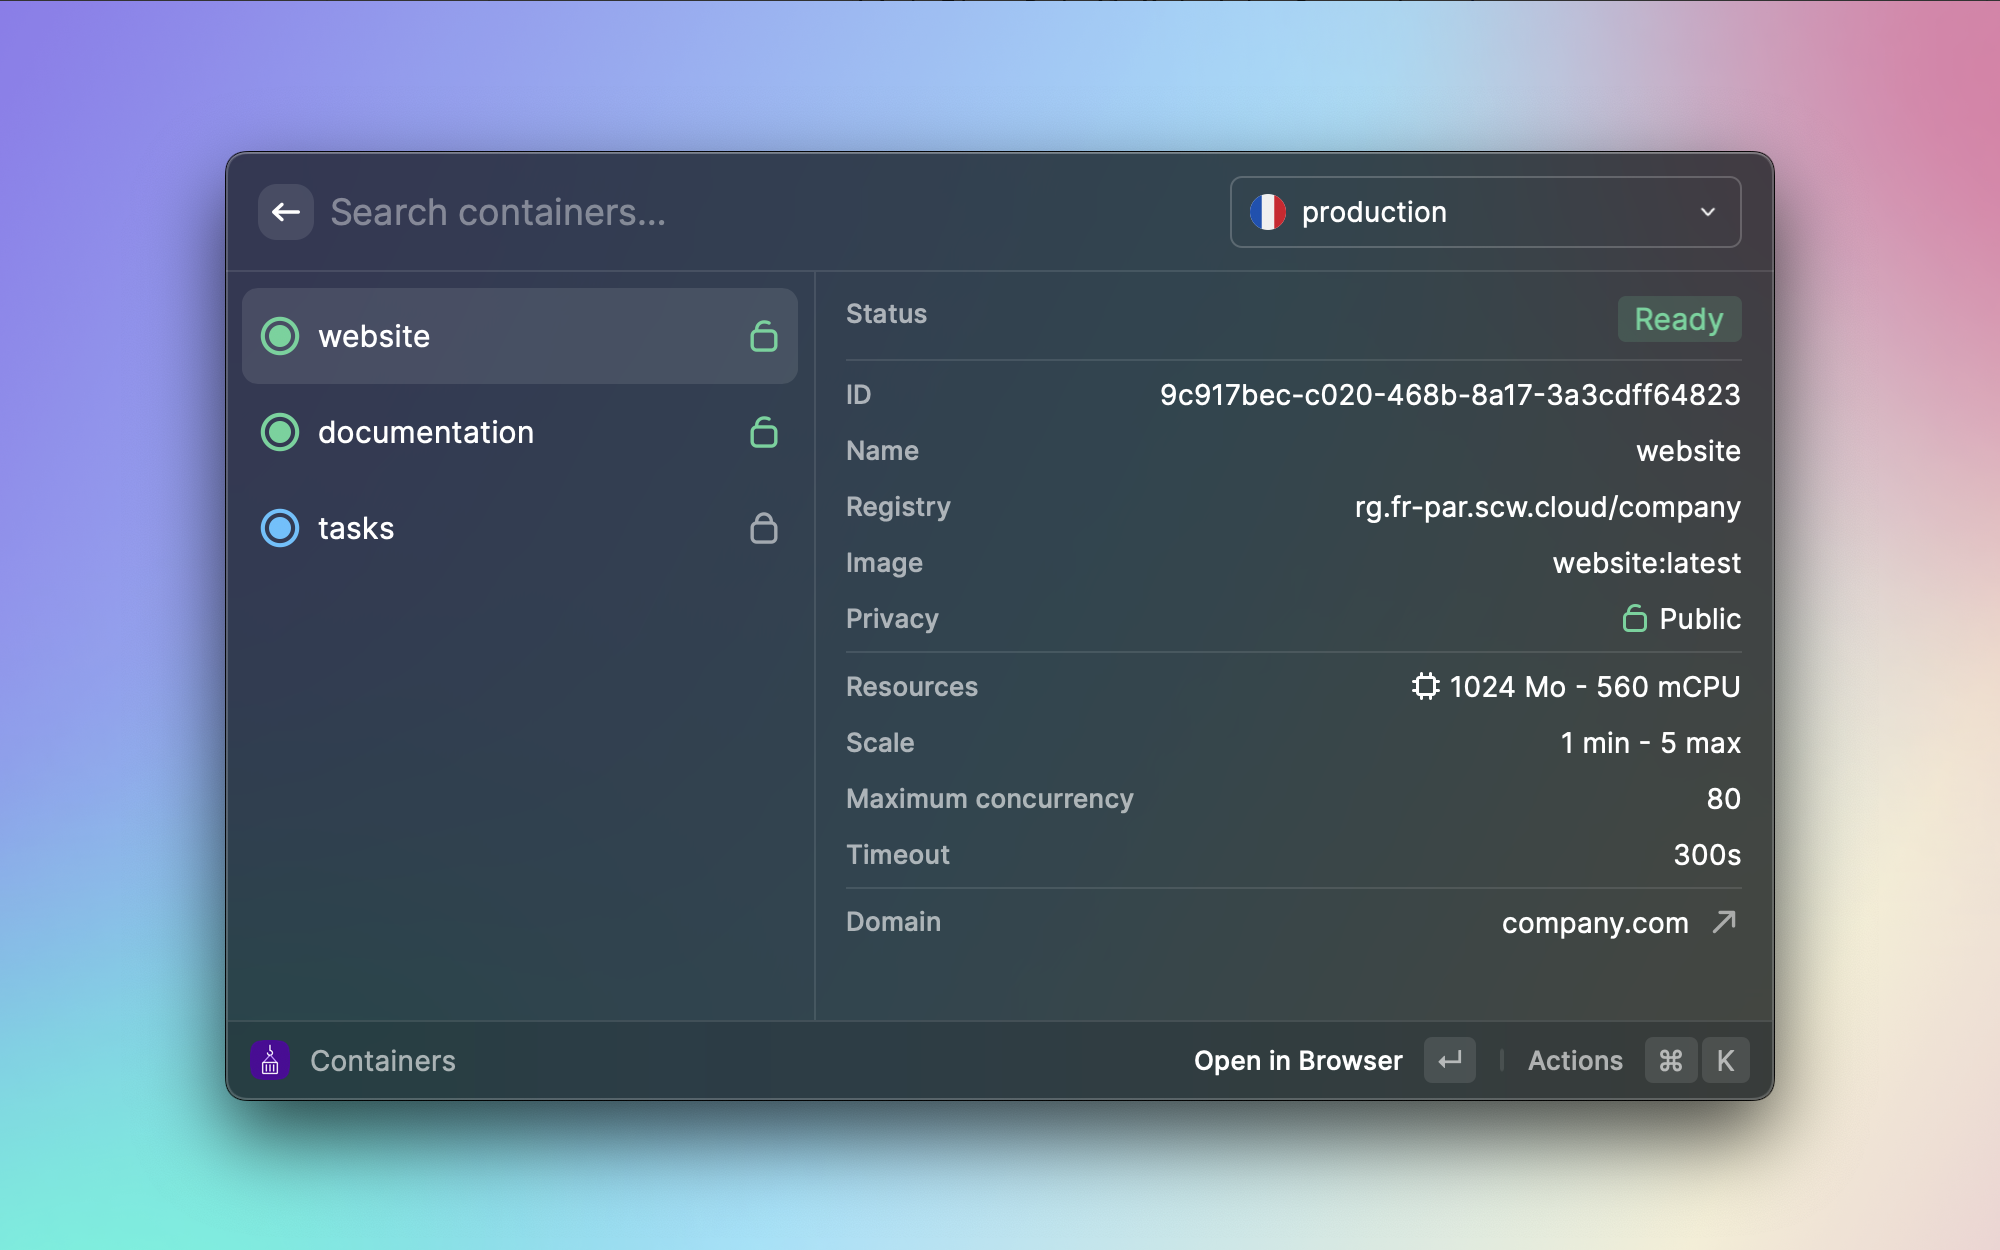 Search containers...
production
website
documentation
tasks
Status Ready
ID 9c917bec-c020-468b-8a17-3a3cdff64823
Name website
Registry rg.fr-par.scw.cloud/company
Image website:latest
Privacy Public
Resources 1024 Mo - 560 mCPU
Scale 1 min - 5 max
Maximum concurrency 80
Timeout 300s
Domain company.com
Containers Open in Browser Actions ⌘ K